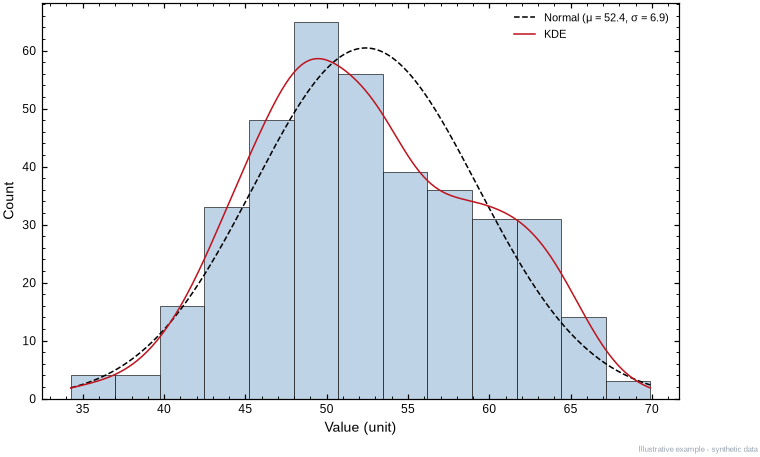 Normal (μ = 52.4, σ = 6.9)
KDE
60
50
40
30
20
10
0
Count
35 40 45 50 55 60 65 70
Value (unit)
Illustrative example - synthetic data